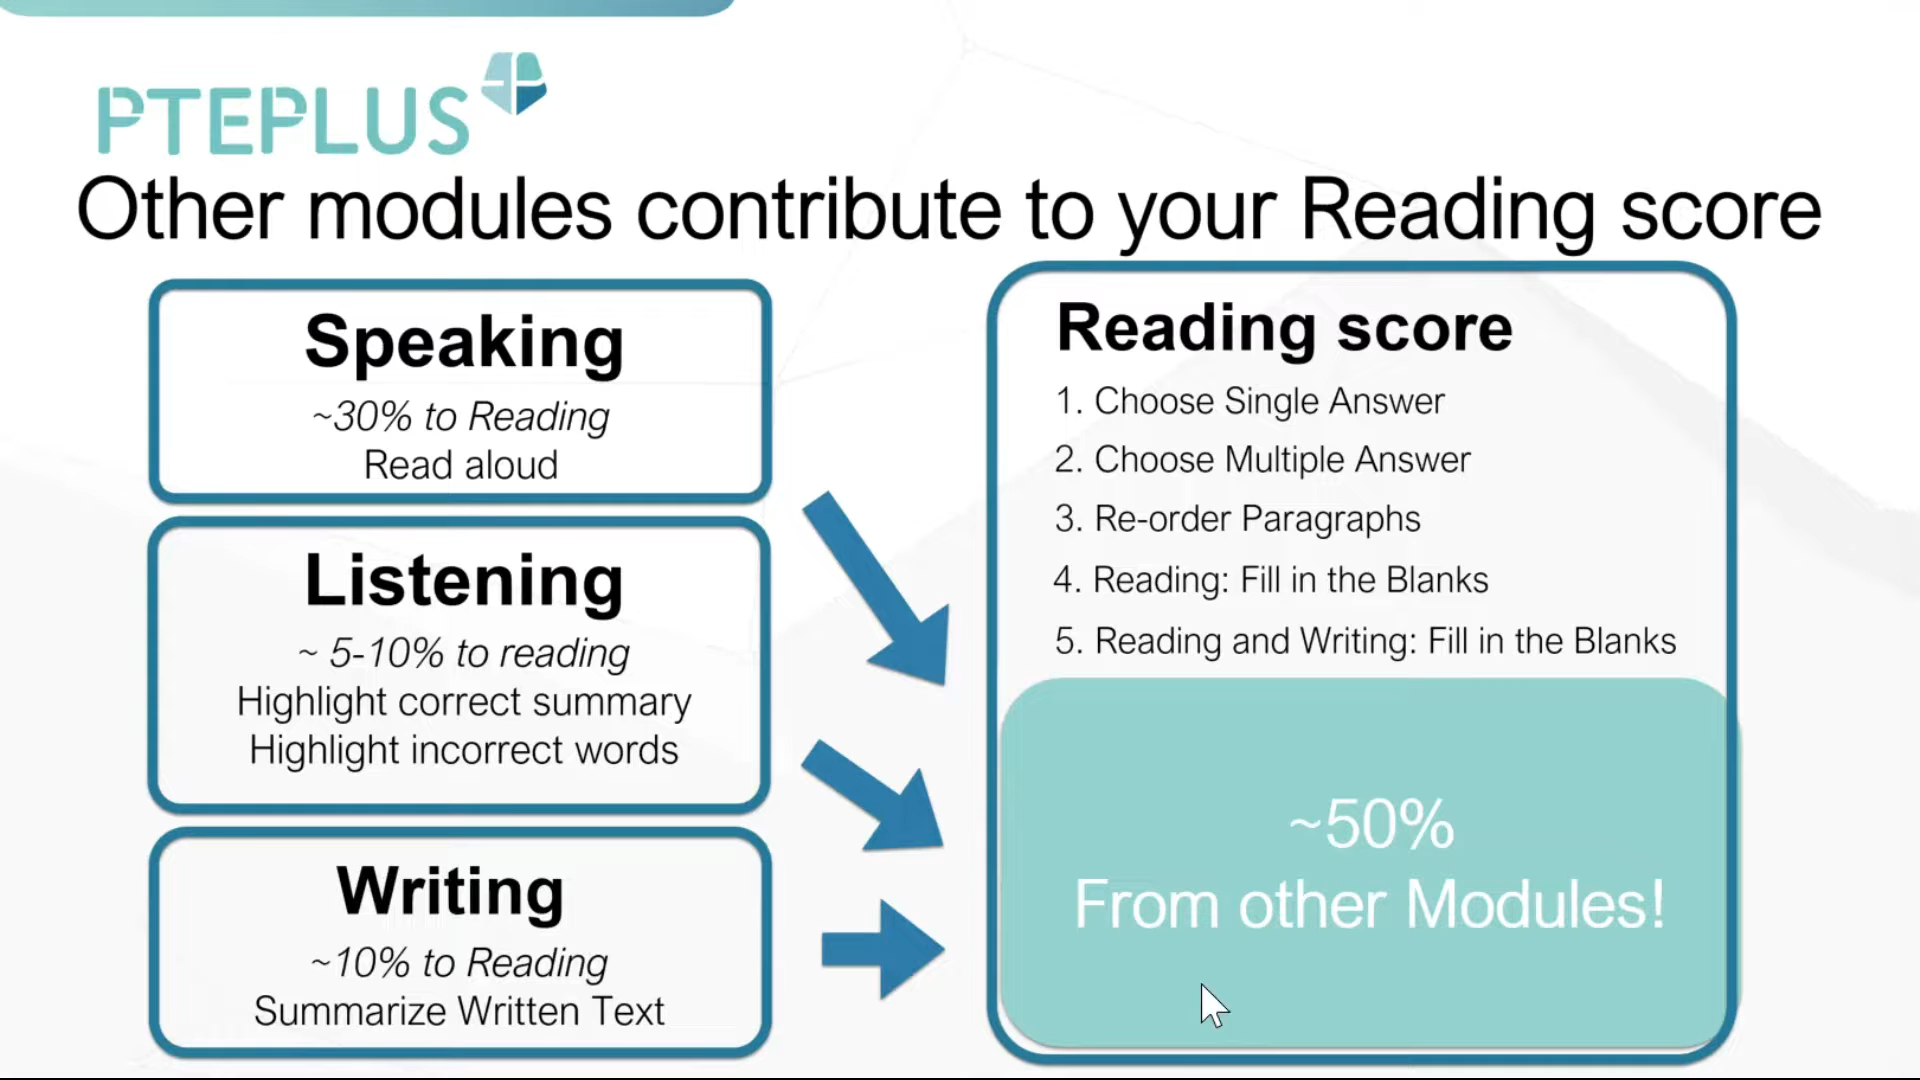 PTEPLUS
Other modules contribute to your Reading score
Speaking
~30% to Reading
Read aloud
Listening
~ 5-10% to reading
Highlight correct summary
Highlight incorrect words
Writing
~10% to Reading
Summarize Written Text
Reading score
1. Choose Single Answer
2. Choose Multiple Answer
3. Re-order Paragraphs
4. Reading: Fill in the Blanks
5. Reading and Writing: Fill in the Blanks
~50%
From other Modules!